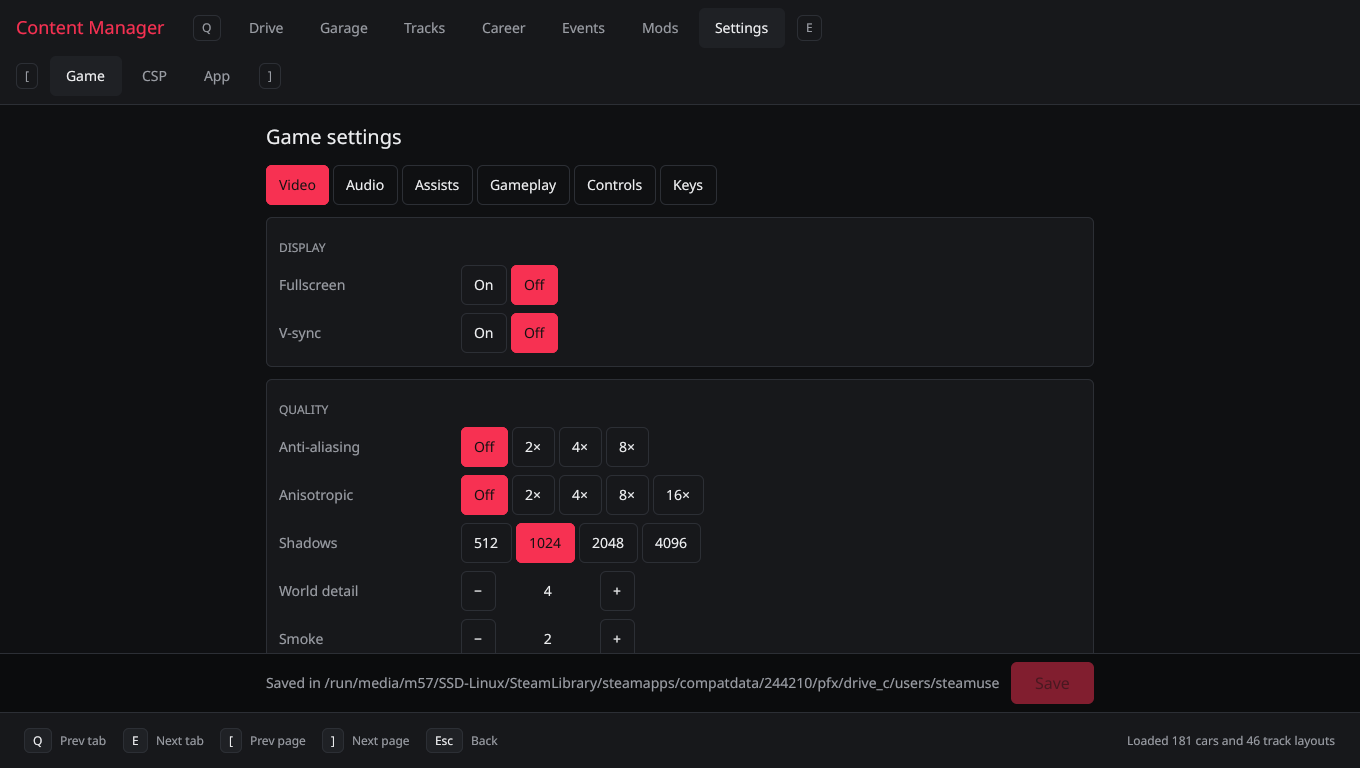 Content Manager Q Drive Garage Tracks Career Events Mods Settings E
[ Game CSP App ]
Game settings
Video Audio Assists Gameplay Controls Keys
DISPLAY
Fullscreen On Off
V-sync On Off
QUALITY
Anti-aliasing Off 2× 4× 8×
Anisotropic Off 2× 4× 8× 16×
Shadows 512 1024 2048 4096
World detail − 4 +
Smoke − 2 +
Saved in /run/media/m57/SSD-Linux/SteamLibrary/steamapps/compatdata/244210/pfx/drive_c/users/steamuse Save
Q Prev tab E Next tab [ Prev page ] Next page Esc Back Loaded 181 cars and 46 track layouts